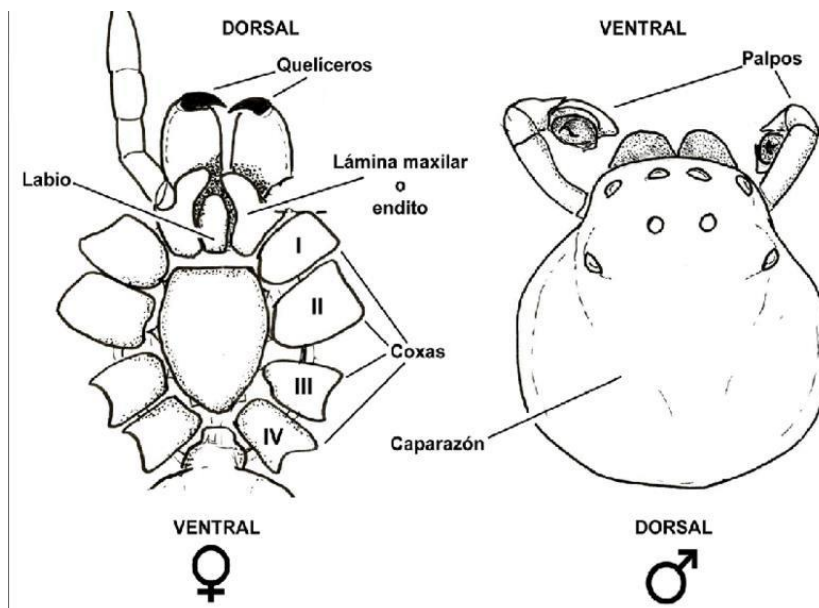 DORSAL
VENTRAL
Quelíceros
Palpos
Labio
Lámina maxilar
o
endito
I
II
Coxas
III
IV
Caparazón
VENTRAL
DORSAL